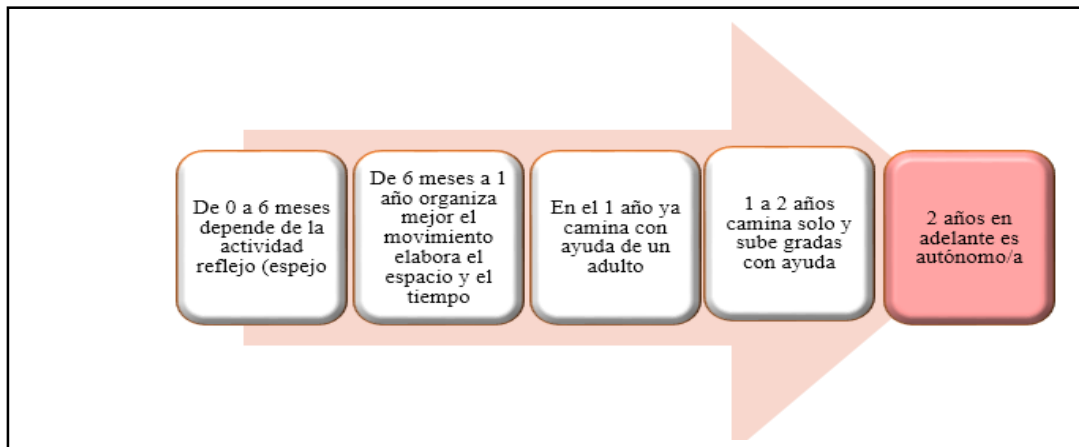 De 0 a 6 meses
depende de la
actividad
reflejo (espejo
De 6 meses a 1
año organiza
mejor el
movimiento
elabora el
espacio y el
tiempo
En el 1 año ya
camina con
ayuda de un
adulto
1 a 2 años
camina solo y
sube gradas
con ayuda
2 años en
adelante es
autónomo/a